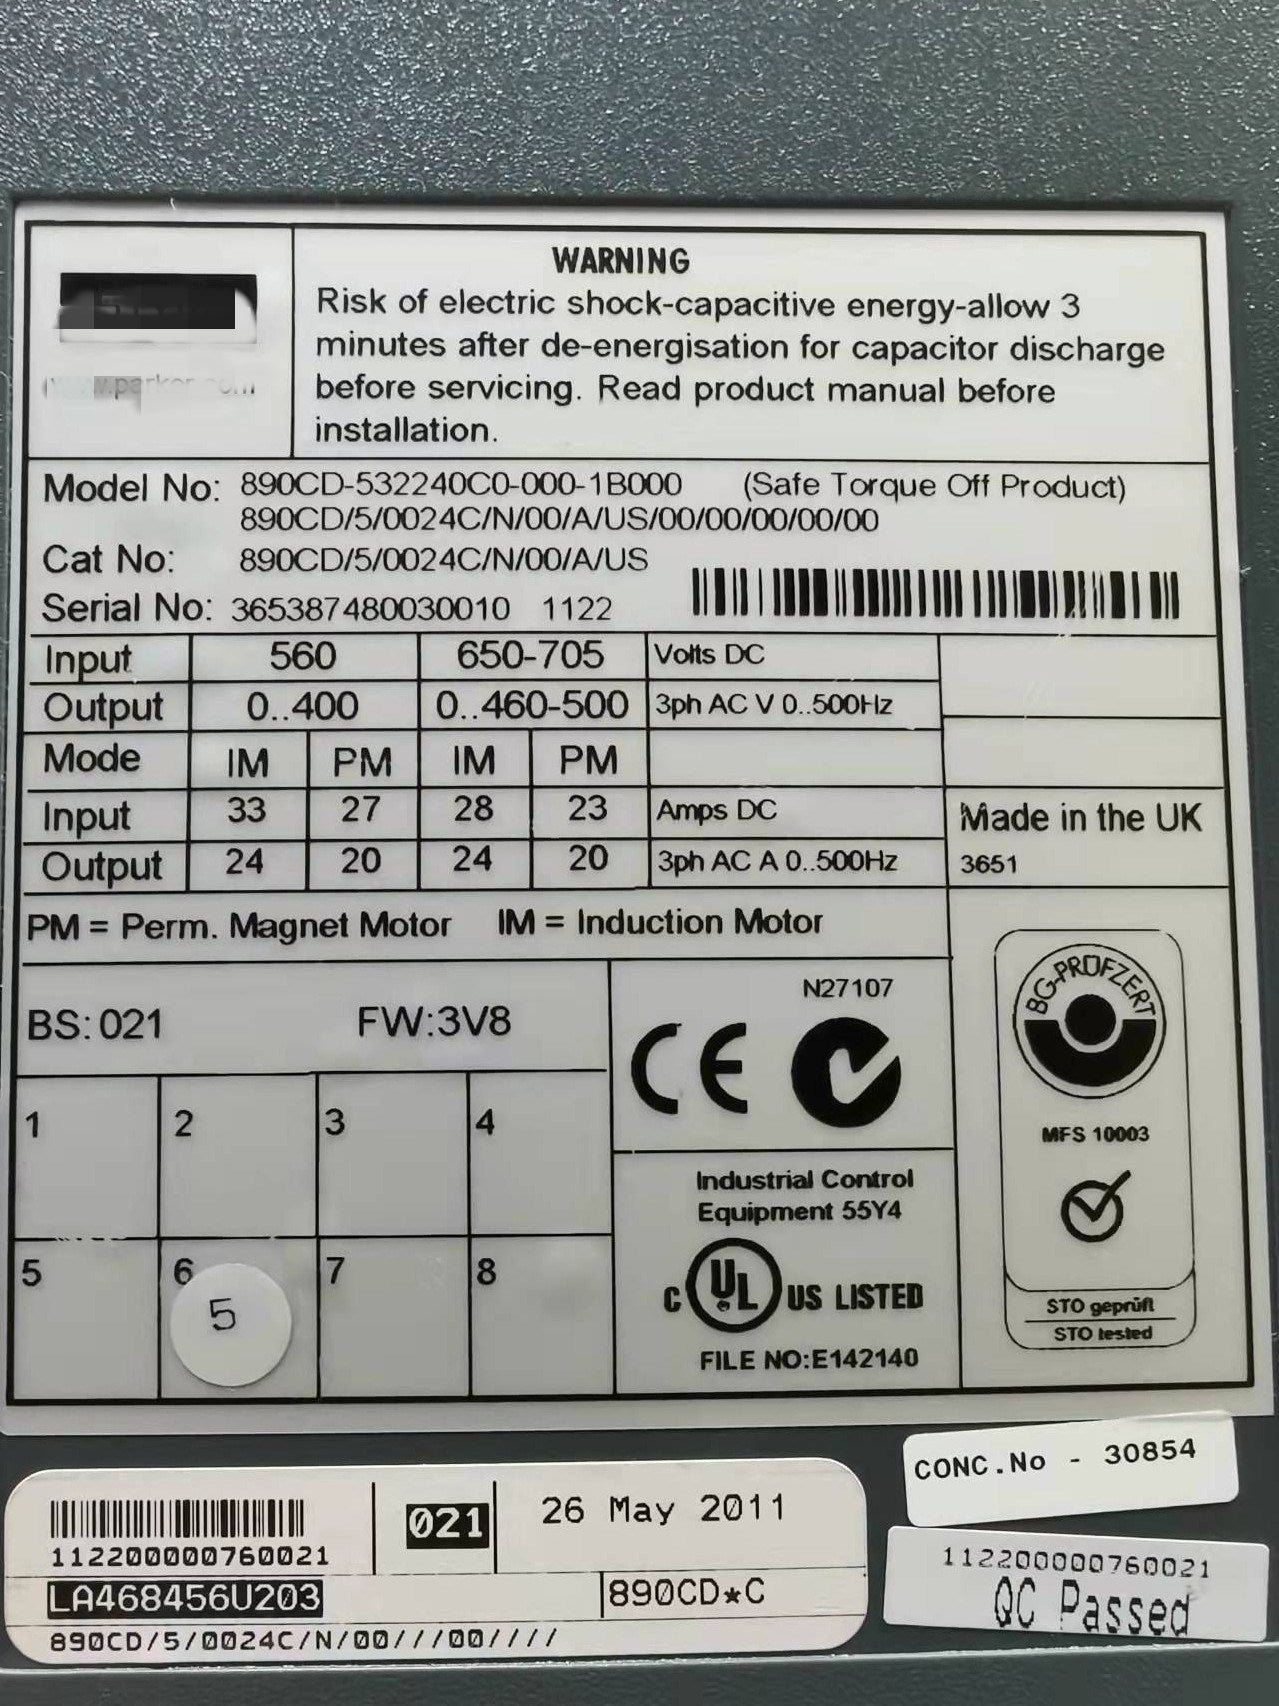 WARNING
Risk of electric shock-capacitive energy-allow 3
minutes after de-energisation for capacitor discharge
before servicing. Read product manual before
installation.
Model No: 890CD-532240C0-000-1B000 (Safe Torque Off Product)
890CD/5/0024C/N/00/A/US/00/00/00/00/00
Cat No: 890CD/5/0024C/N/00/A/US
Serial No: 365387480030010 1122
Input 560 650-705 Volts DC
Output 0..400 0..460-500 3ph AC V 0..500Hz
Mode IM PM IM PM
Input 33 27 28 23 Amps DC
Output 24 20 24 20 3ph AC A 0..500Hz
Made in the UK
3651
PM = Perm. Magnet Motor IM = Induction Motor
BS: 021 FW:3V8
N27107
CE
BG-PRÜFZERT
MFS 10003
STO geprüft
STO tested
1 2 3 4
5 6 7 8
5
Industrial Control
Equipment 55Y4
C UL US LISTED
FILE NO:E142140
CONC.No - 30854
112200000760021
021
26 May 2011
LA468456U203
890CD*C
890CD/5/0024C/N/00///00////
112200000760021
QC Passed